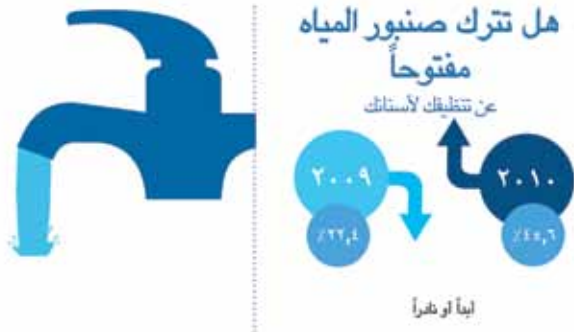 هل تترك صنبور المياه
مفتوحاً
عن تنظيفك لأسنانك
٢٠١٠
٢٠٠٩
٤٥,٦٪
٢٢,٤٪
أبداً أو نادراً